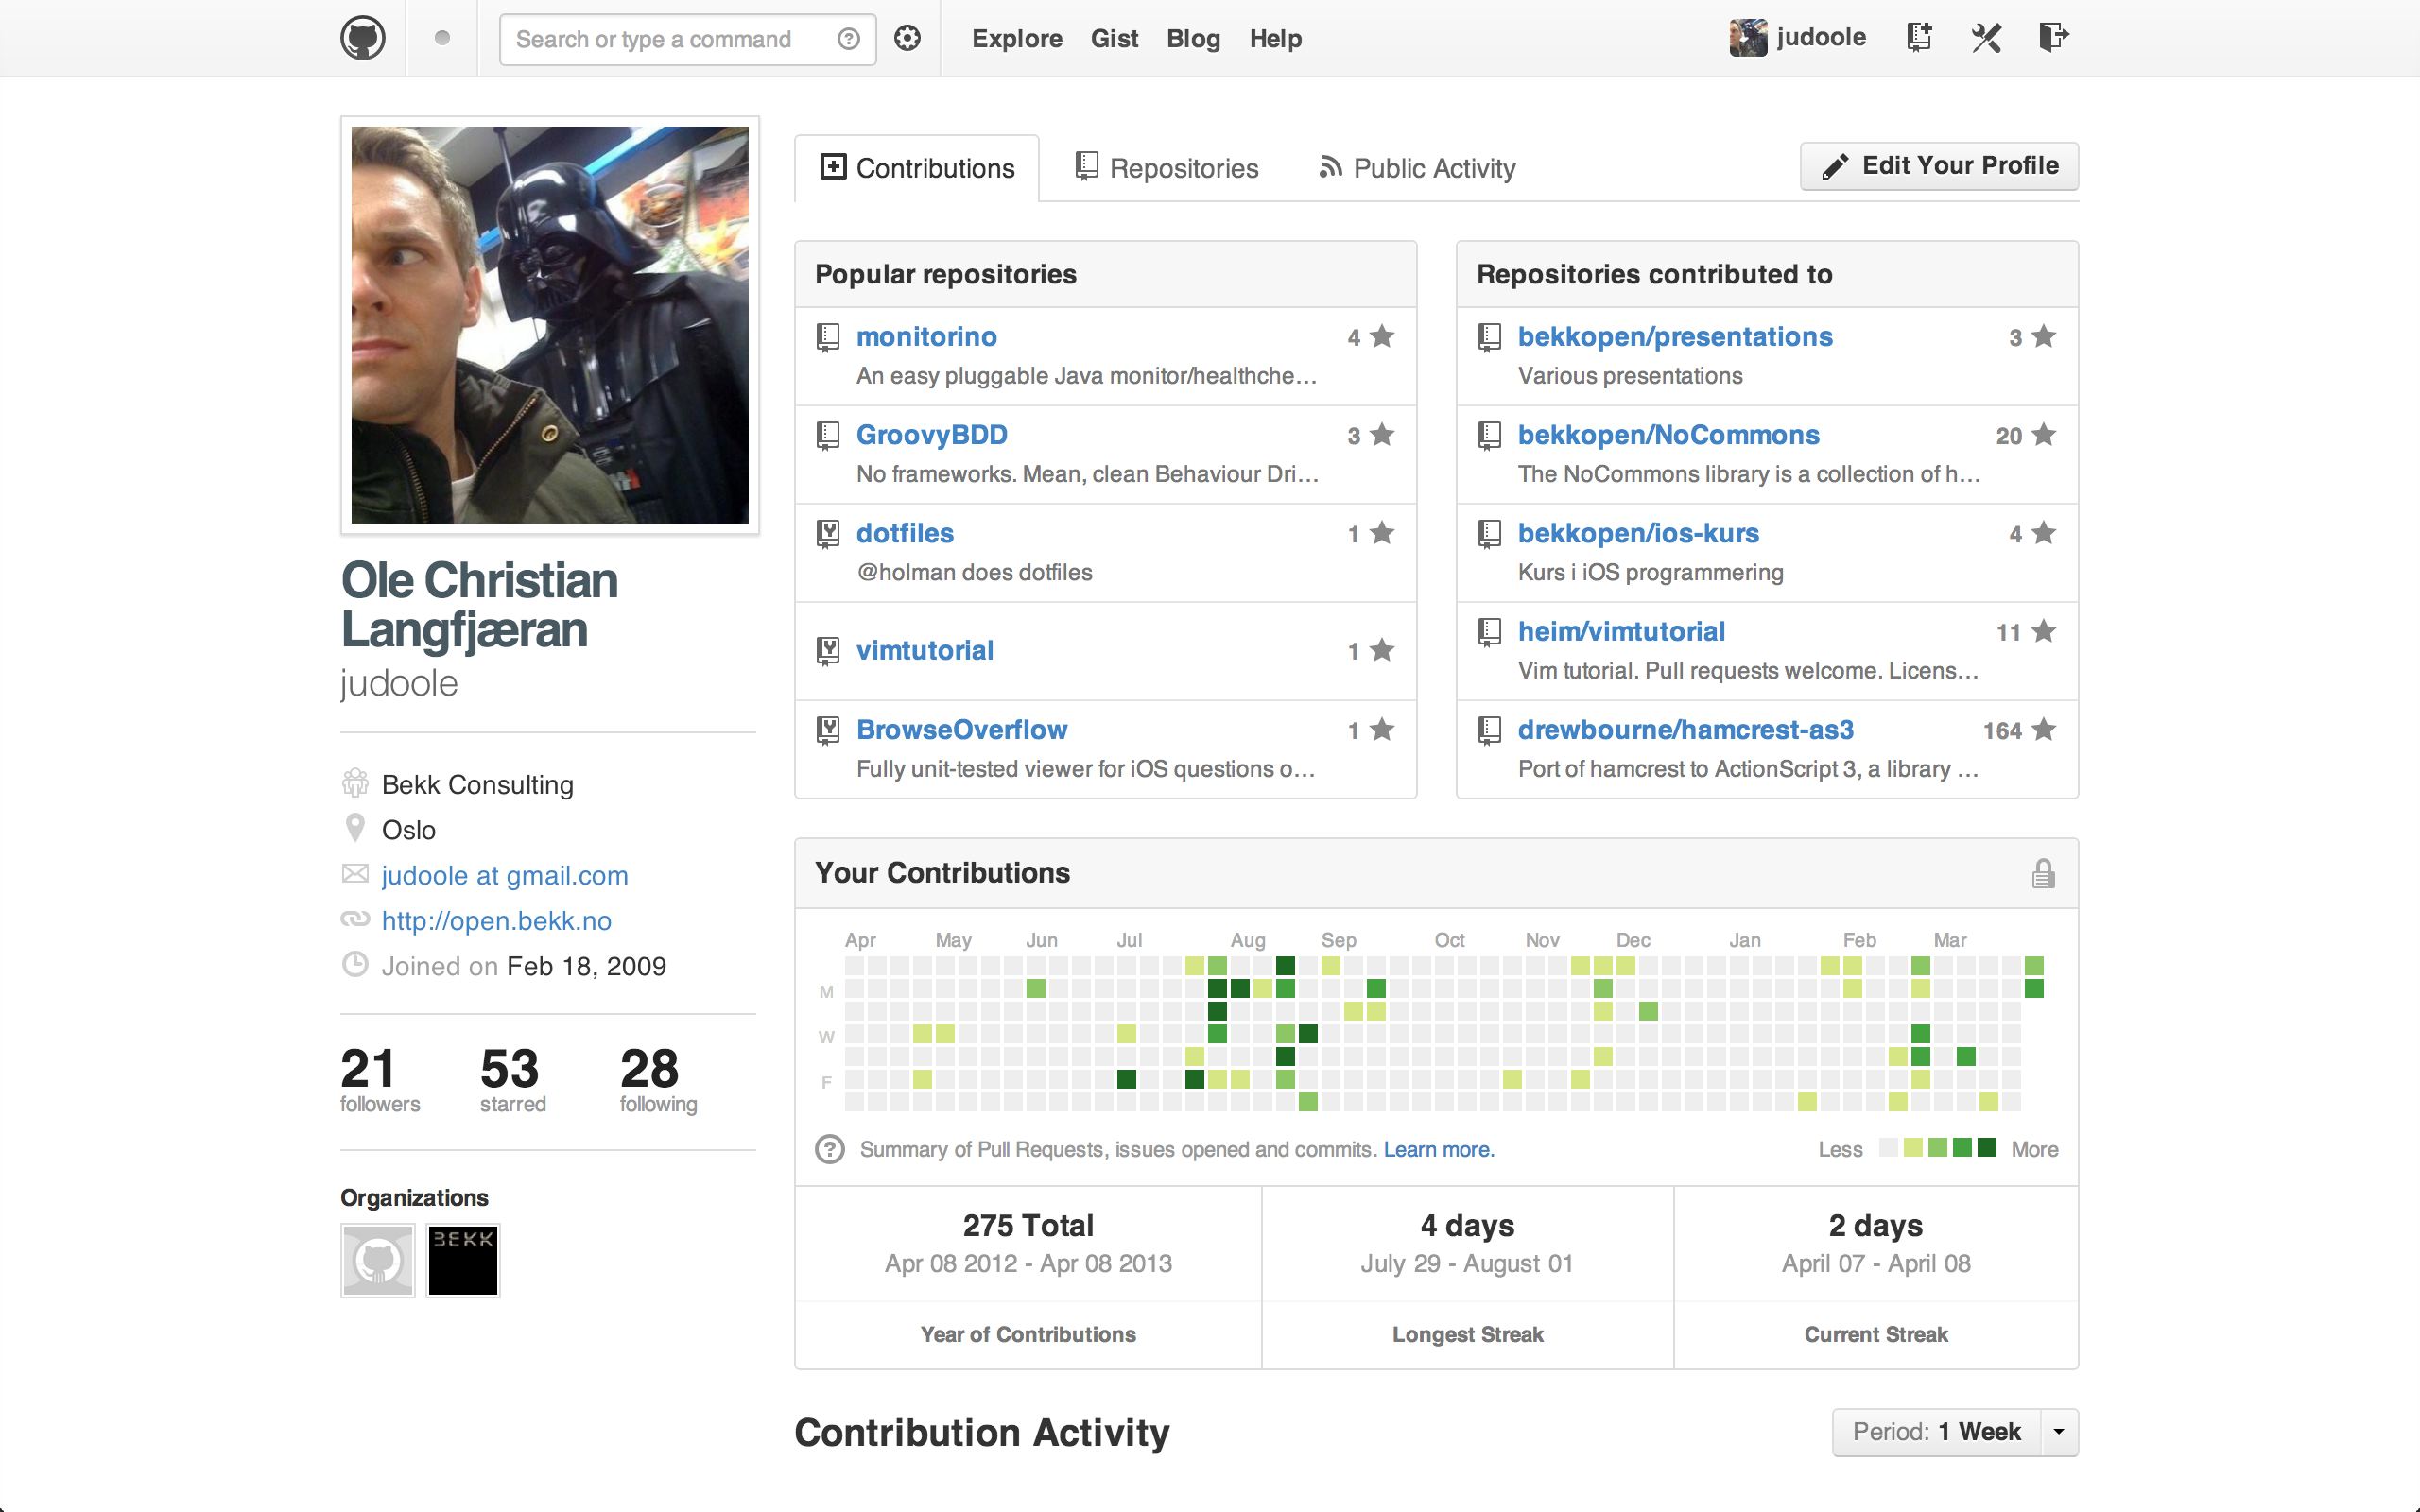 Search or type a command
Explore
Gist
Blog
Help
judoole
Contributions
Repositories
Public Activity
Edit Your Profile
Ole Christian
Langfjæran
judoole
Bekk Consulting
Oslo
judoole at gmail.com
http://open.bekk.no
Joined on Feb 18, 2009
21
followers
53
starred
28
following
Organizations
BEKK
Popular repositories
monitorino
4
An easy pluggable Java monitor/healthche…
GroovyBDD
3
No frameworks. Mean, clean Behaviour Dri…
dotfiles
1
@holman does dotfiles
vimtutorial
1
BrowseOverflow
1
Fully unit-tested viewer for iOS questions o…
Repositories contributed to
bekkopen/presentations
3
Various presentations
bekkopen/NoCommons
20
The NoCommons library is a collection of h…
bekkopen/ios-kurs
4
Kurs i iOS programmering
heim/vimtutorial
11
Vim tutorial. Pull requests welcome. Licens…
drewbourne/hamcrest-as3
164
Port of hamcrest to ActionScript 3, a library …
Your Contributions
Apr May Jun Jul Aug Sep Oct Nov Dec Jan Feb Mar
M
W
F
Summary of Pull Requests, issues opened and commits. Learn more.
Less
More
275 Total
Apr 08 2012 - Apr 08 2013
Year of Contributions
4 days
July 29 - August 01
Longest Streak
2 days
April 07 - April 08
Current Streak
Contribution Activity
Period: 1 Week